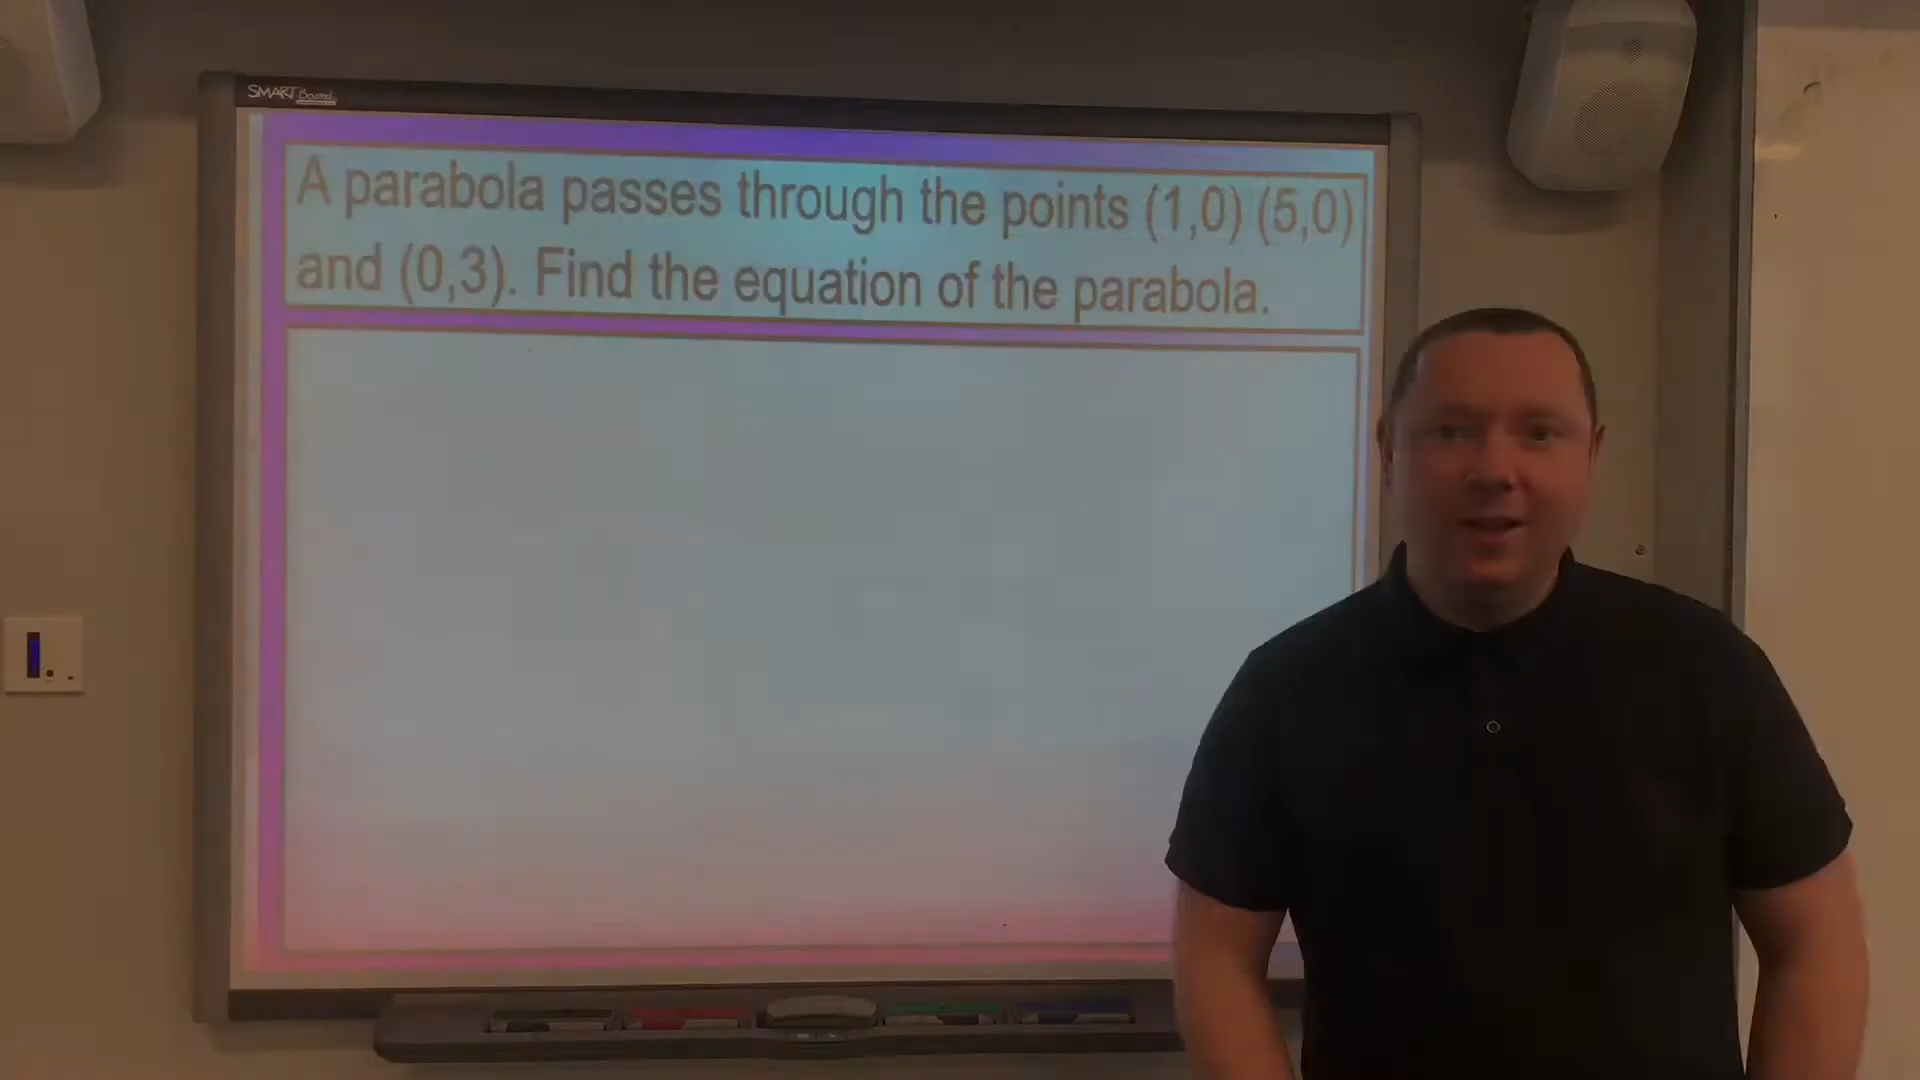 SMART Board
A parabola passes through the points (1,0) (5,0)
and (0,3). Find the equation of the parabola.